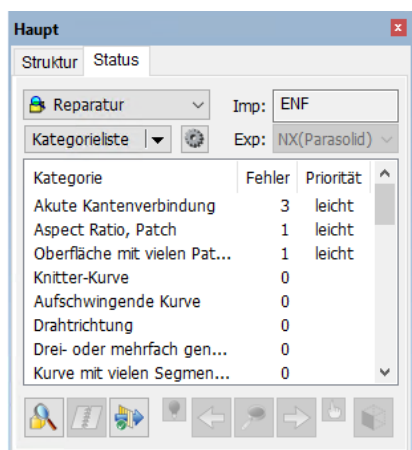 Haupt
Struktur Status
Reparatur Imp: ENF
Kategorieliste Exp: NX(Parasolid)
Kategorie Fehler Priorität
Akute Kantenverbindung 3 leicht
Aspect Ratio, Patch 1 leicht
Oberfläche mit vielen Pat... 1 leicht
Knitter-Kurve 0
Aufschwingende Kurve 0
Drahtrichtung 0
Drei- oder mehrfach gen... 0
Kurve mit vielen Segmen... 0